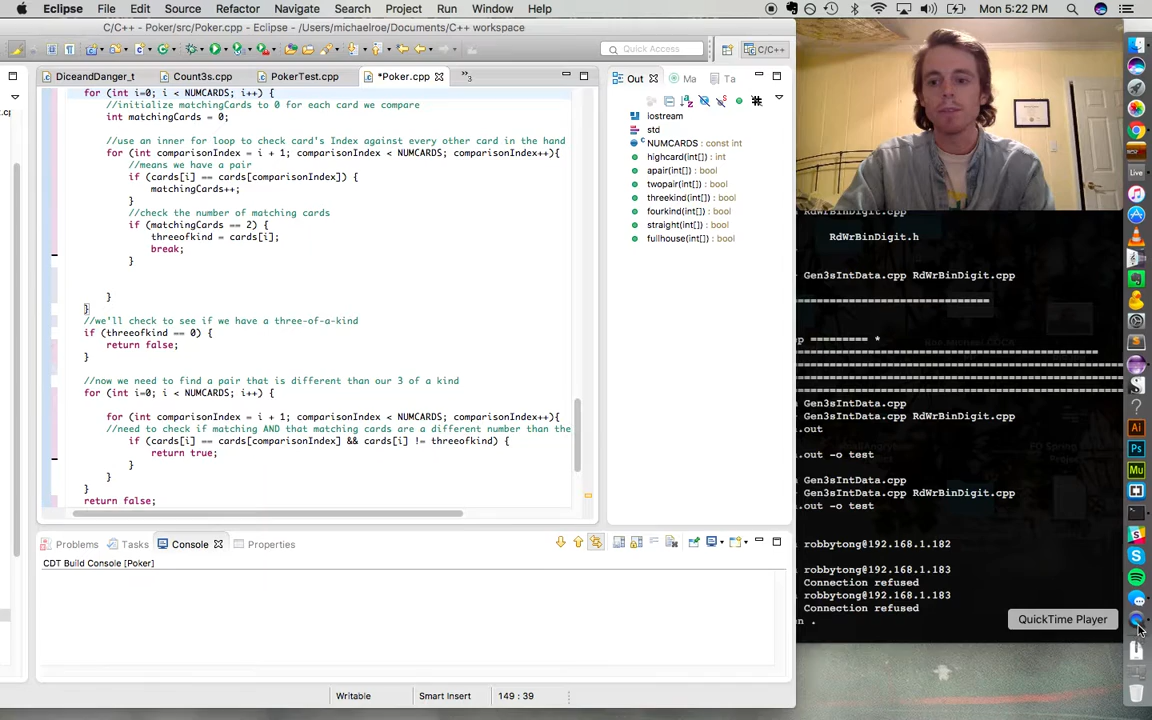 Eclipse File Edit Source Refactor Navigate Search Project Run Window Help Mon 5:22 PM
C/C++ - Poker/src/Poker.cpp - Eclipse - /Users/michaelroe/Documents/C++ workspace
Quick Access
C/C++
DiceandDanger_t
Count3s.cpp
PokerTest.cpp
*Poker.cpp
»3
for (int i=0; i < NUMCARDS; i++) {
//initialize matchingCards to 0 for each card we compare
int matchingCards = 0;
//use an inner for loop to check card's Index against every other card in the hand
for (int comparisonIndex = i + 1; comparisonIndex < NUMCARDS; comparisonIndex++){
//means we have a pair
if (cards[i] == cards[comparisonIndex]) {
matchingCards++;
}
//check the number of matching cards
if (matchingCards == 2) {
threeofkind = cards[i];
break;
}
}
}
//we'll check to see if we have a three-of-a-kind
if (threeofkind == 0) {
return false;
}
//now we need to find a pair that is different than our 3 of a kind
for (int i=0; i < NUMCARDS; i++) {
for (int comparisonIndex = i + 1; comparisonIndex < NUMCARDS; comparisonIndex++){
//need to check if matching AND that matching cards are a different number than the
if (cards[i] == cards[comparisonIndex] && cards[i] != threeofkind) {
return true;
}
}
}
return false;
Out
Ma
Ta
iostream
std
NUMCARDS : const int
highcard(int[]) : int
apair(int[]) : bool
twopair(int[]) : bool
threekind(int[]) : bool
fourkind(int[]) : bool
straight(int[]) : bool
fullhouse(int[]) : bool
Problems
Tasks
Console
Properties
CDT Build Console [Poker]
Writable
Smart Insert
149 : 39
RdWrBinDigit.cpp
RdWrBinDigit.h
Gen3sIntData.cpp RdWrBinDigit.cpp
==============================
========= *
Gen3sIntData.cpp
Gen3sIntData.cpp RdWrBinDigit.cpp
.out
.out -o test
Gen3sIntData.cpp
Gen3sIntData.cpp RdWrBinDigit.cpp
.out -o test
robbytong@192.168.1.182
robbytong@192.168.1.183
Connection refused
robbytong@192.168.1.183
Connection refused
n .
QuickTime Player
Live
Ai
Ps
Mu